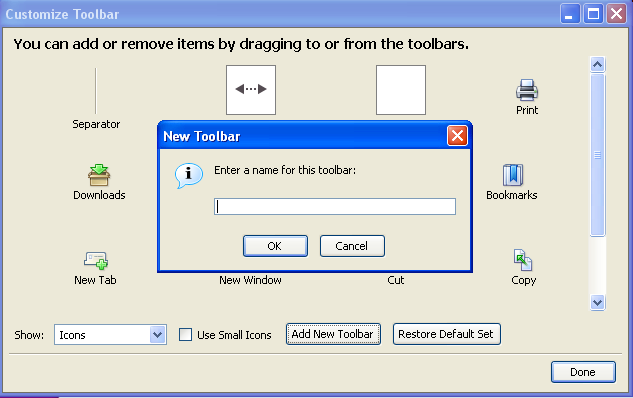 Customize Toolbar
You can add or remove items by dragging to or from the toolbars.
Separator
Print
New Toolbar
Enter a name for this toolbar:
OK
Cancel
Downloads
Bookmarks
New Tab
New Window
Cut
Copy
Show:
Icons
Use Small Icons
Add New Toolbar
Restore Default Set
Done